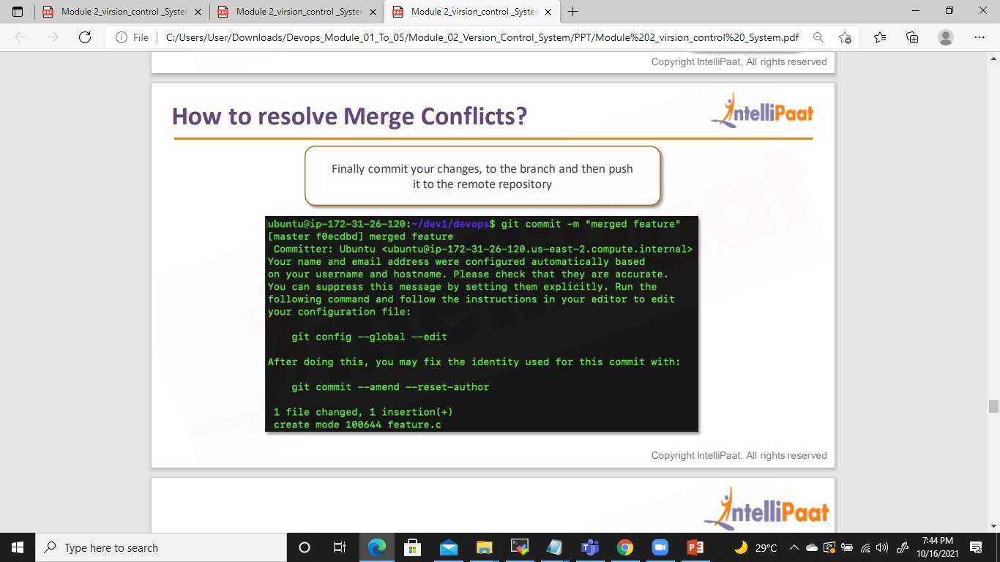 Module 2_virsion_control _Syster
Module 2_virsion_control _Syster
Module 2_virsion_control _Syster
File
C:/Users/User/Downloads/Devops_Module_01_To_05/Module_02_Version_Control_System/PPT/Module%202_virsion_control%20_System.pdf
Copyright IntelliPaat, All rights reserved
How to resolve Merge Conflicts?
IntelliPaat
Finally commit your changes, to the branch and then push
it to the remote repository
ubuntu@ip-172-31-26-120:~/dev1/devops$ git commit -m "merged feature"
[master f0ecdbd] merged feature
Committer: Ubuntu <ubuntu@ip-172-31-26-120.us-east-2.compute.internal>
Your name and email address were configured automatically based
on your username and hostname. Please check that they are accurate.
You can suppress this message by setting them explicitly. Run the
following command and follow the instructions in your editor to edit
your configuration file:
git config --global --edit
After doing this, you may fix the identity used for this commit with:
git commit --amend --reset-author
1 file changed, 1 insertion(+)
create mode 100644 feature.c
Copyright IntelliPaat, All rights reserved
IntelliPaat
Type here to search
29°C
7:44 PM
10/16/2021